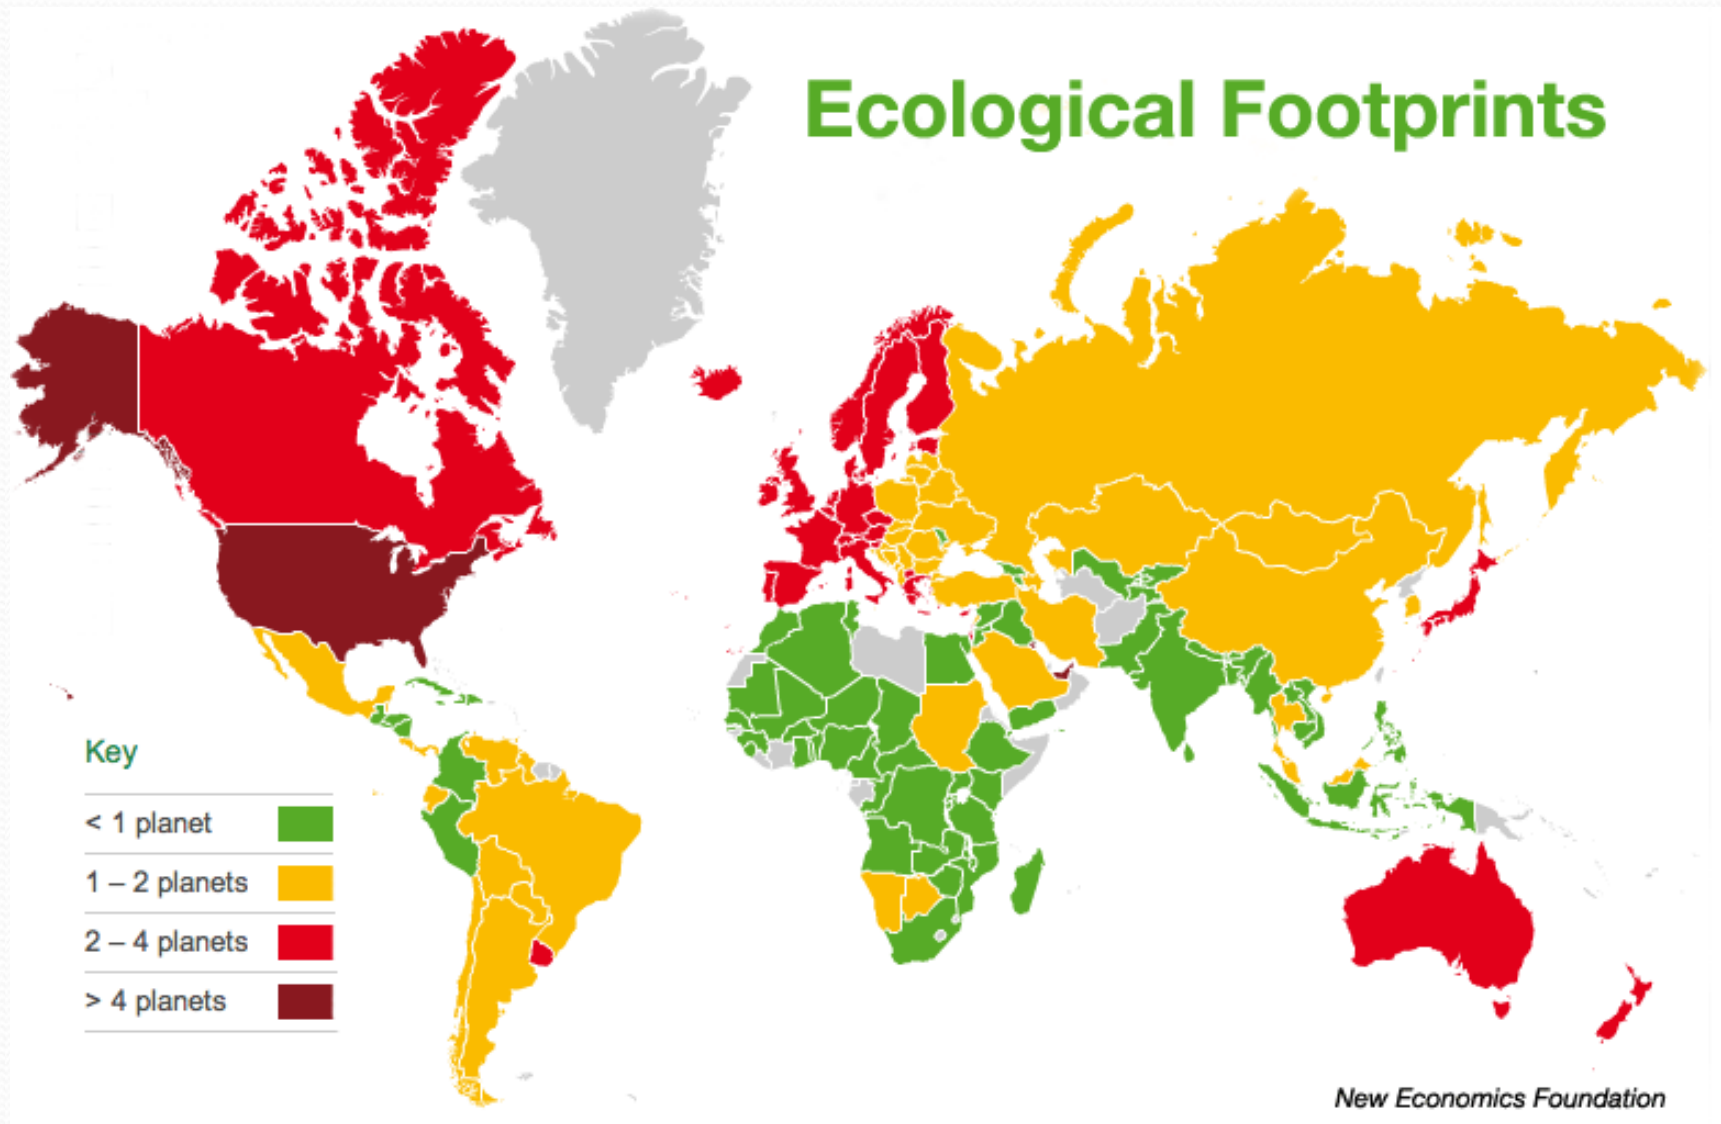 Ecological Footprints
Key
< 1 planet
1 – 2 planets
2 – 4 planets
> 4 planets
New Economics Foundation